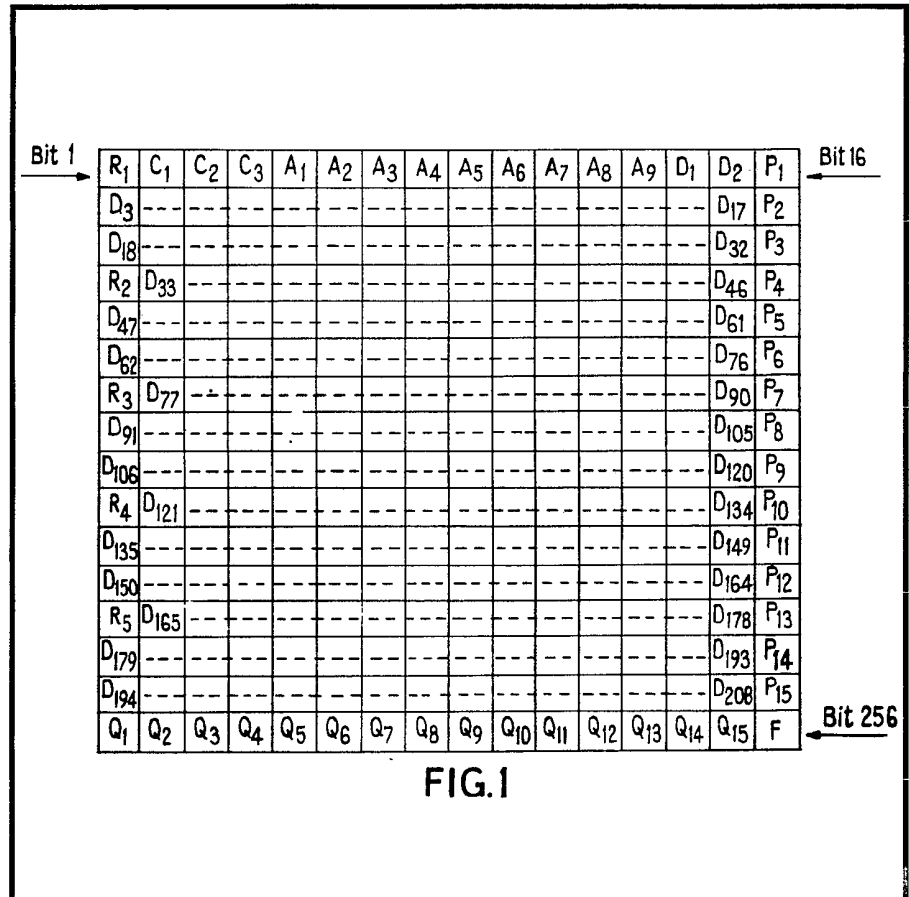 Bit 1 R₁ C₁ C₂ C₃ A₁ A₂ A₃ A₄ A₅ A₆ A₇ A₈ A₉ D₁ D₂ P₁ Bit 16
D₃ D₁₇ P₂
D₁₈ D₃₂ P₃
R₂ D₃₃ D₄₆ P₄
D₄₇ D₆₁ P₅
D₆₂ D₇₆ P₆
R₃ D₇₇ D₉₀ P₇
D₉₁ D₁₀₅ P₈
D₁₀₆ D₁₂₀ P₉
R₄ D₁₂₁ D₁₃₄ P₁₀
D₁₃₅ D₁₄₉ P₁₁
D₁₅₀ D₁₆₄ P₁₂
R₅ D₁₆₅ D₁₇₈ P₁₃
D₁₇₉ D₁₉₃ P₁₄
D₁₉₄ D₂₀₈ P₁₅
Q₁ Q₂ Q₃ Q₄ Q₅ Q₆ Q₇ Q₈ Q₉ Q₁₀ Q₁₁ Q₁₂ Q₁₃ Q₁₄ Q₁₅ F Bit 256
FIG.1